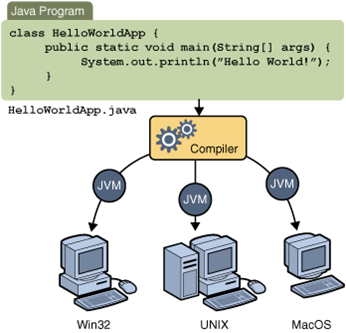 Java Program
class HelloWorldApp {
    public static void main(String[] args) {
        System.out.println("Hello World!");
    }
}
HelloWorldApp.java
Compiler
JVM
JVM
JVM
Win32
UNIX
MacOS